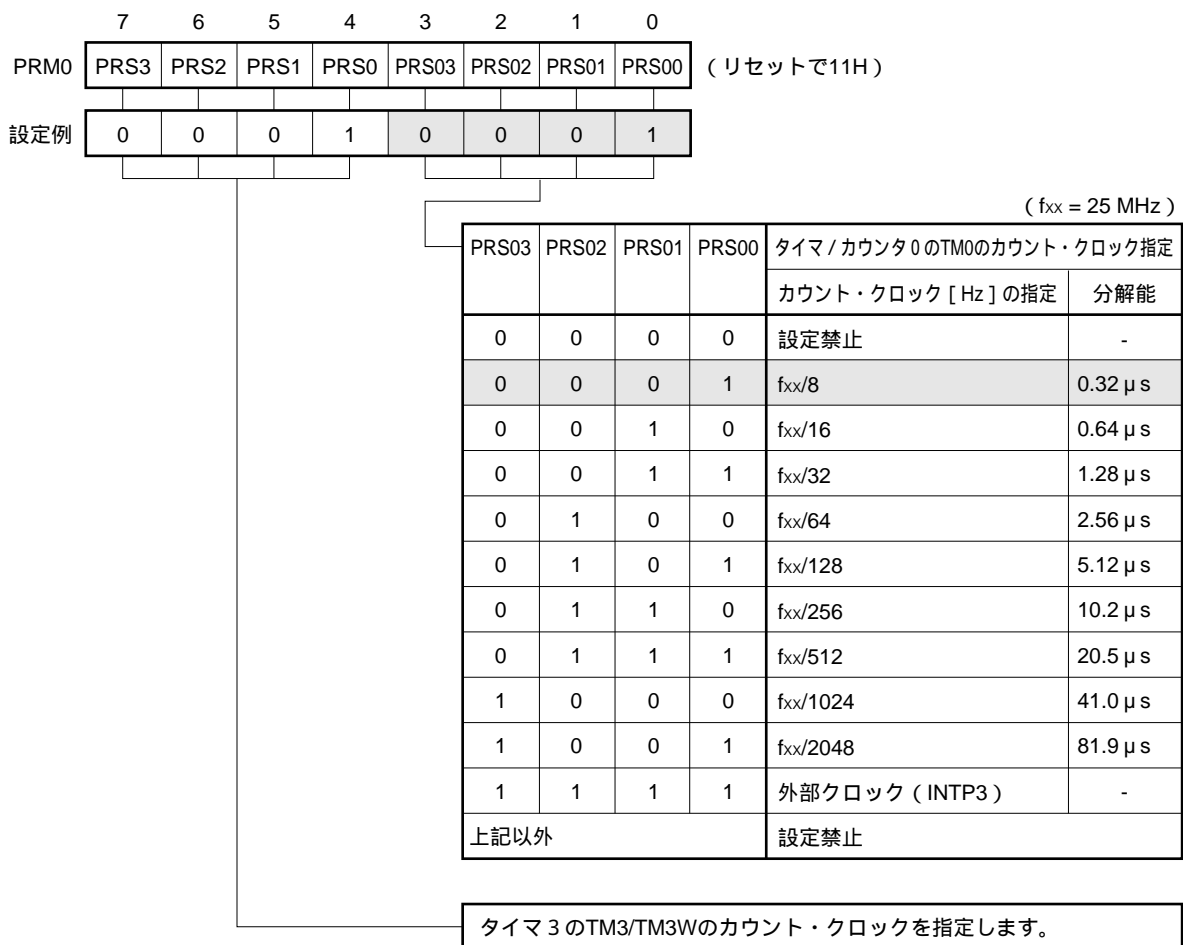 7 6 5 4 3 2 1 0
PRM0 PRS3 PRS2 PRS1 PRS0 PRS03 PRS02 PRS01 PRS00 (リセットで11H)
設定例 0 0 0 1 0 0 0 1
(fxx = 25 MHz)
PRS03 PRS02 PRS01 PRS00 タイマ/カウンタ0のTM0のカウント・クロック指定
カウント・クロック[Hz]の指定 分解能
0 0 0 0 設定禁止 -
0 0 0 1 fxx/8 0.32 μs
0 0 1 0 fxx/16 0.64 μs
0 0 1 1 fxx/32 1.28 μs
0 1 0 0 fxx/64 2.56 μs
0 1 0 1 fxx/128 5.12 μs
0 1 1 0 fxx/256 10.2 μs
0 1 1 1 fxx/512 20.5 μs
1 0 0 0 fxx/1024 41.0 μs
1 0 0 1 fxx/2048 81.9 μs
1 1 1 1 外部クロック(INTP3) -
上記以外 設定禁止
タイマ3のTM3/TM3Wのカウント・クロックを指定します。